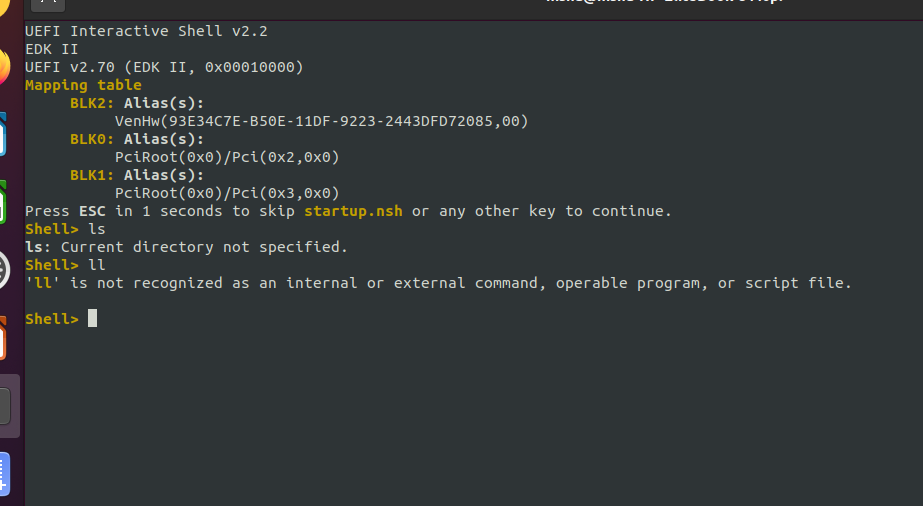 UEFI Interactive Shell v2.2
EDK II
UEFI v2.70 (EDK II, 0x00010000)
Mapping table
BLK2: Alias(s):
VenHw(93E34C7E-B50E-11DF-9223-2443DFD72085,00)
BLK0: Alias(s):
PciRoot(0x0)/Pci(0x2,0x0)
BLK1: Alias(s):
PciRoot(0x0)/Pci(0x3,0x0)
Press ESC in 1 seconds to skip startup.nsh or any other key to continue.
Shell> ls
ls: Current directory not specified.
Shell> ll
'll' is not recognized as an internal or external command, operable program, or script file.
Shell>